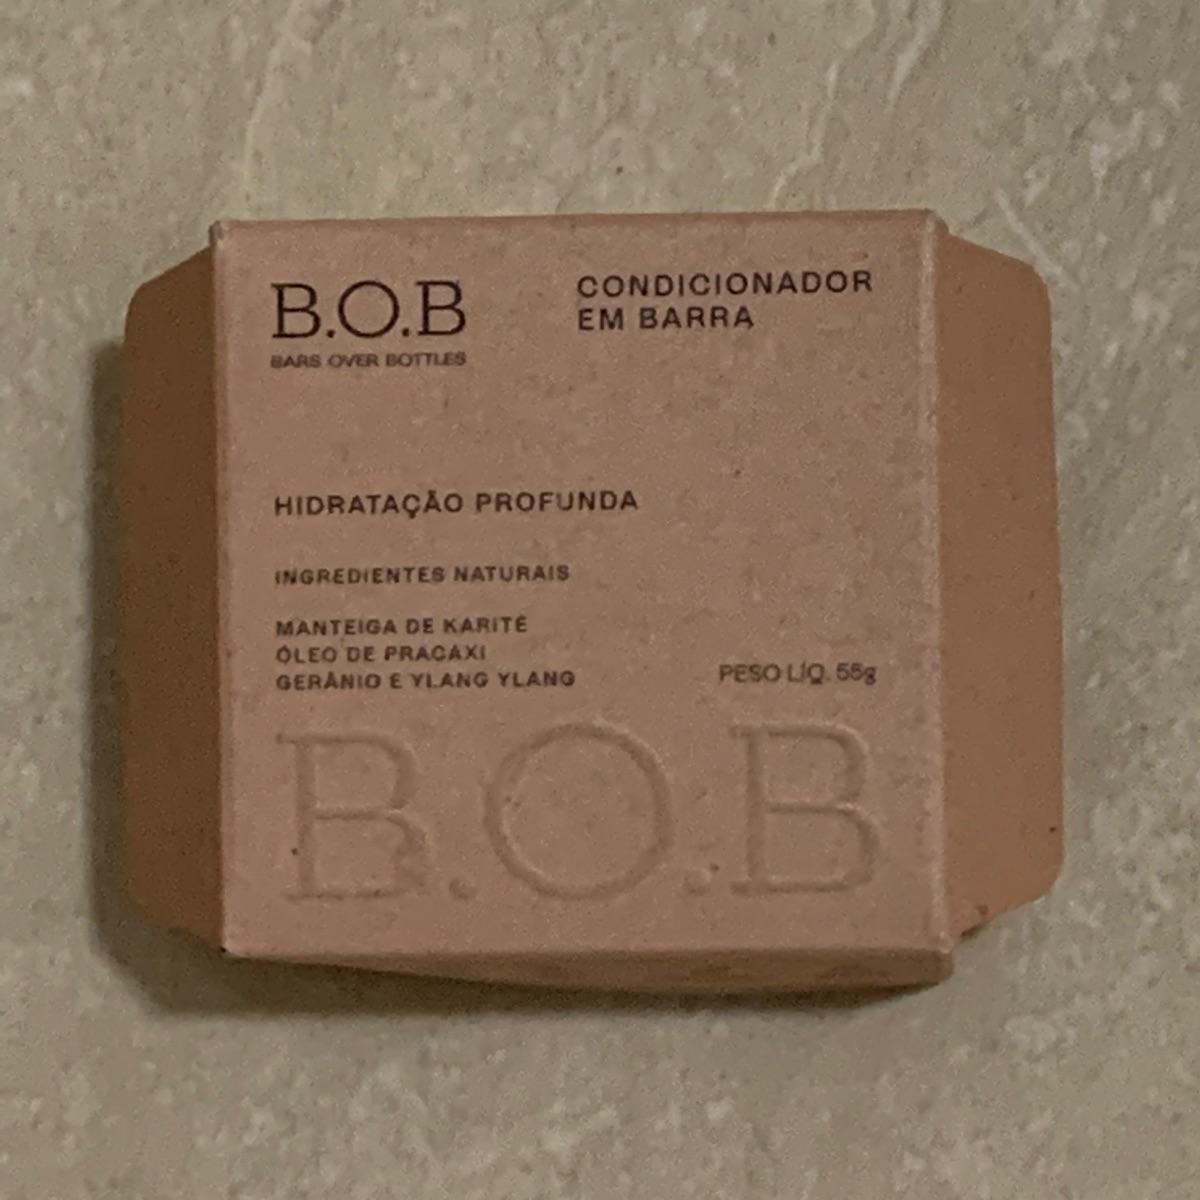 B.O.B
BARS OVER BOTTLES
CONDICIONADOR
EM BARRA
HIDRATAÇÃO PROFUNDA
INGREDIENTES NATURAIS
MANTEIGA DE KARITÉ
ÓLEO DE PRACAXI
GERÂNIO E YLANG YLANG
PESO LÍQ. 55g
B.O.B